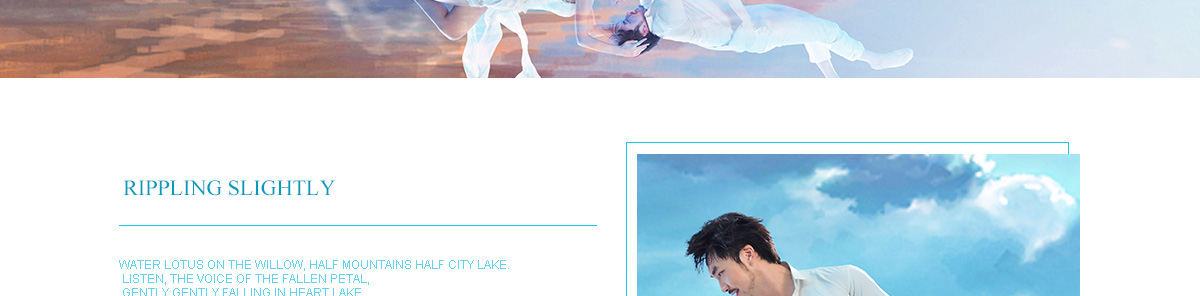 RIPPLING SLIGHTLY
WATER LOTUS ON THE WILLOW, HALF MOUNTAINS HALF CITY LAKE.
LISTEN, THE VOICE OF THE FALLEN PETAL,
GENTLY GENTLY FALLING IN HEART LAKE